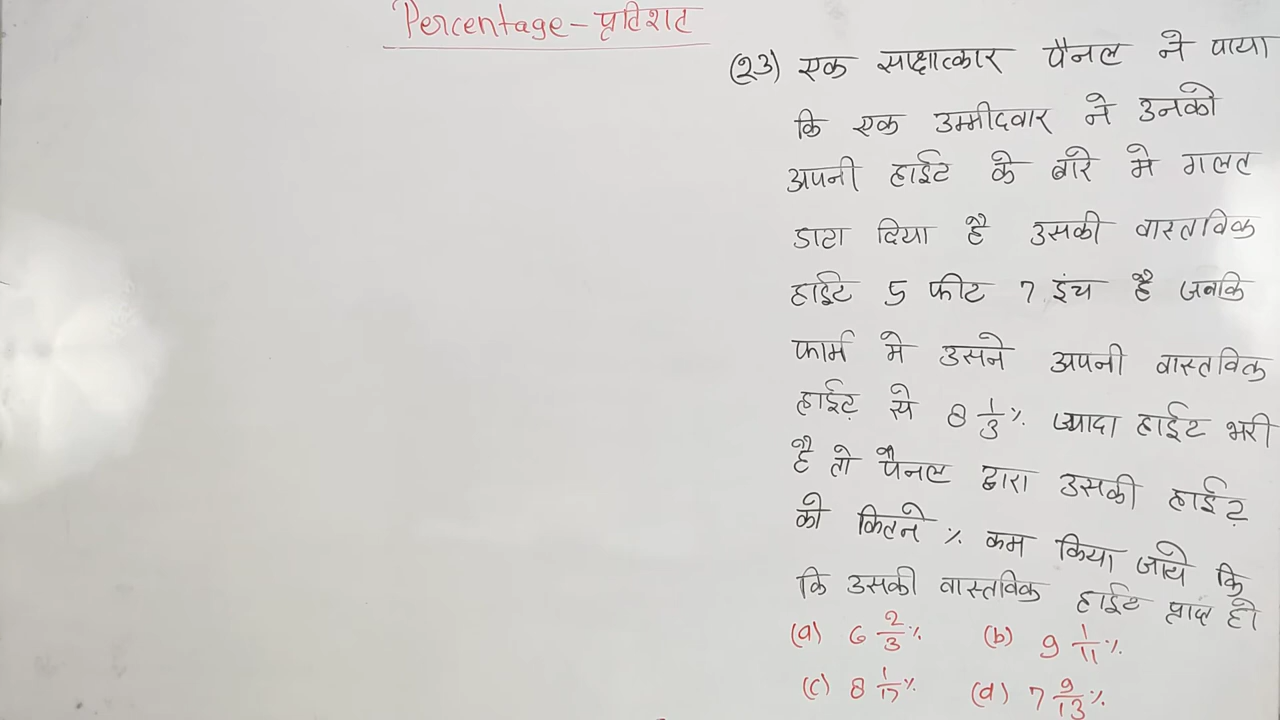 Percentage – प्रतिशत
(23) एक साक्षात्कार पैनल ने पाया
कि एक उम्मीदवार ने उनको
अपनी हाईट के बारे मे गलत
डाटा दिया है उसकी वास्तविक
हाईट 5 फीट 7 इंच है जबकि
फार्म मे उसने अपनी वास्तविक
हाईट से 8 1/3 % ज्यादा हाईट भरी
है तो पैनल द्वारा उसकी हाईट
को कितने % कम किया जाये कि
कि उसकी वास्तविक हाईट प्राप्त हो
(a) 6 2/3 % (b) 9 1/11 %
(c) 8 1/17 % (d) 7 9/13 %